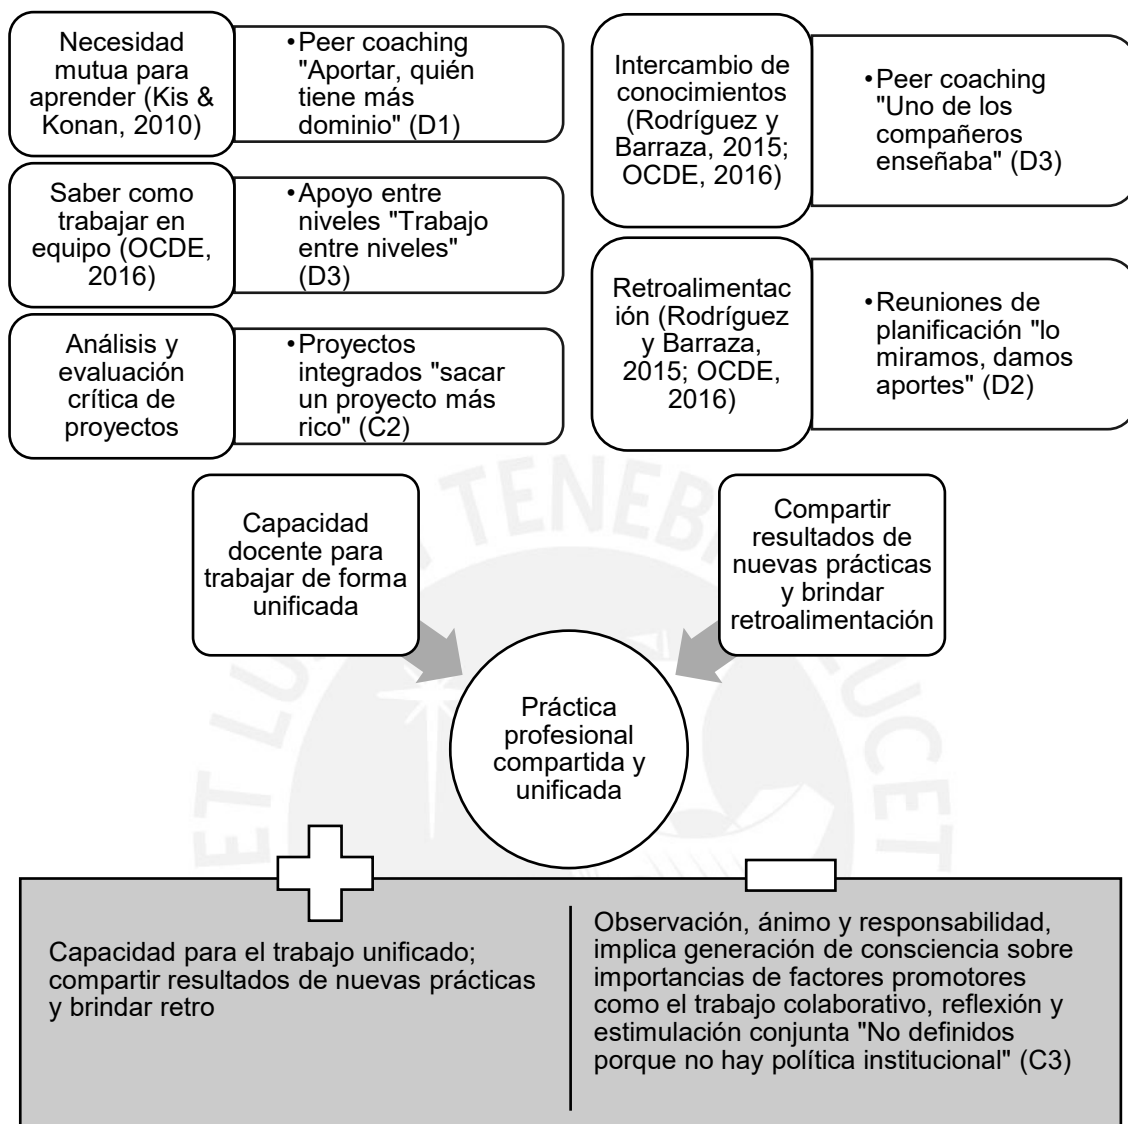 Necesidad
mutua para
aprender (Kis &
Konan, 2010)
•Peer coaching
"Aportar, quién
tiene más
dominio" (D1)
Saber como
trabajar en
equipo (OCDE,
2016)
•Apoyo entre
niveles "Trabajo
entre niveles"
(D3)
Análisis y
evaluación
crítica de
proyectos
•Proyectos
integrados "sacar
un proyecto más
rico" (C2)
Intercambio de
conocimientos
(Rodríguez y
Barraza, 2015;
OCDE, 2016)
•Peer coaching
"Uno de los
compañeros
enseñaba" (D3)
Retroalimentac
ión (Rodríguez
y Barraza,
2015; OCDE,
2016)
•Reuniones de
planificación "lo
miramos, damos
aportes" (D2)
Capacidad
docente para
trabajar de forma
unificada
Compartir
resultados de
nuevas prácticas
y brindar
retroalimentación
Práctica
profesional
compartida y
unificada
Capacidad para el trabajo unificado;
compartir resultados de nuevas prácticas
y brindar retro
Observación, ánimo y responsabilidad,
implica generación de consciencia sobre
importancias de factores promotores
como el trabajo colaborativo, reflexión y
estimulación conjunta "No definidos
porque no hay política institucional" (C3)